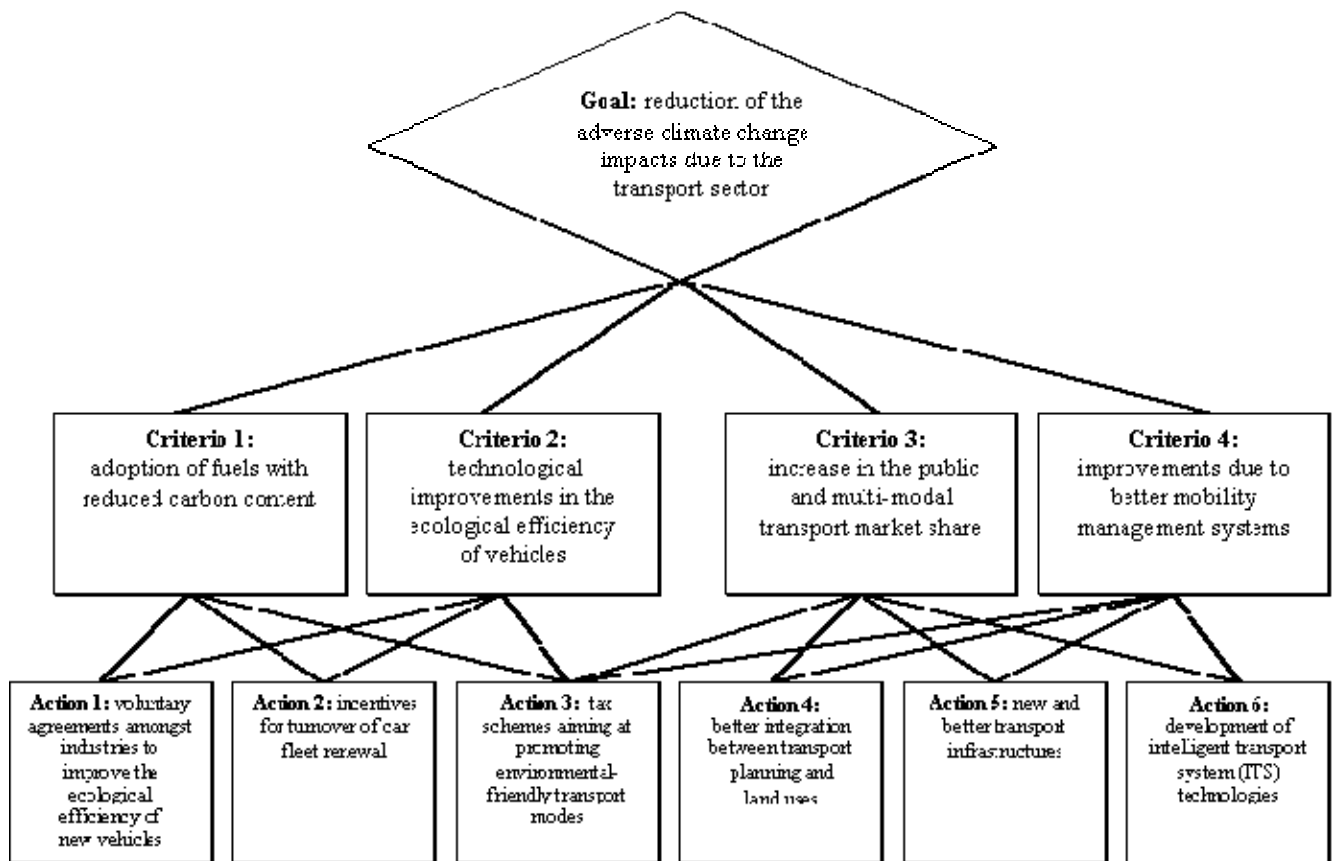 Goal: reduction of the
adverse climate change
impacts due to the
transport sector
Criterio 1:
adoption of fuels with
reduced carbon content
Criterio 2:
technological
improvements in the
ecological efficiency
of vehicles
Criterio 3:
increase in the public
and multi-modal
transport market share
Criterio 4:
improvements due to
better mobility
management systems
Action 1: voluntary
agreements amongst
industries to
improve the
ecological
efficiency of
new vehicles
Action 2: incentives
for turnover of car
fleet renewal
Action 3: tax
schemes aiming at
promoting
environmental-
friendly transport
modes
Action 4:
better integration
between transport
planning and
land uses
Action 5: new and
better transport
infrastructures
Action 6:
development of
intelligent transport
system (ITS)
technologies